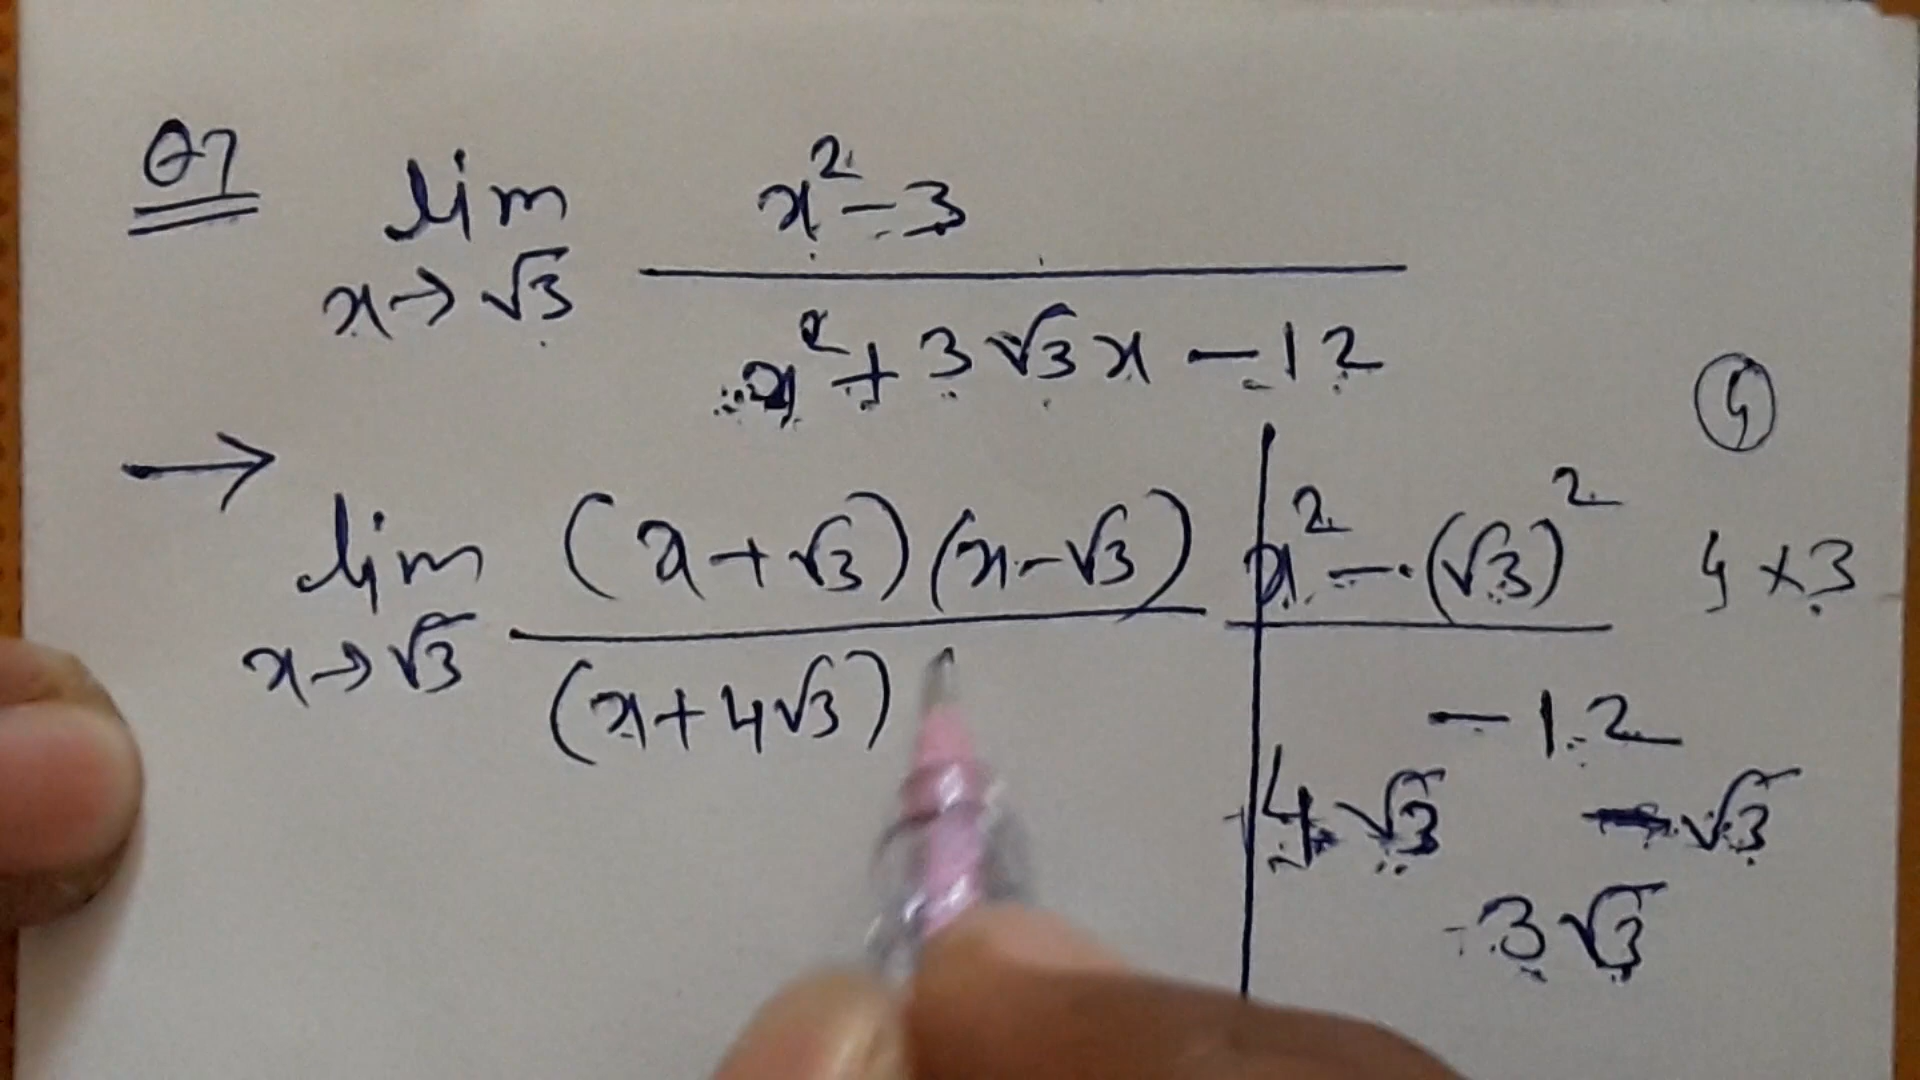 Q7
lim x² - 3
x → √3 x² + 3√3x - 12
→
lim (x + √3)(x - √3)
x → √3 (x + 4√3)
x² - (√3)²
4 × 3
- 12
4√3 - √3
3√3